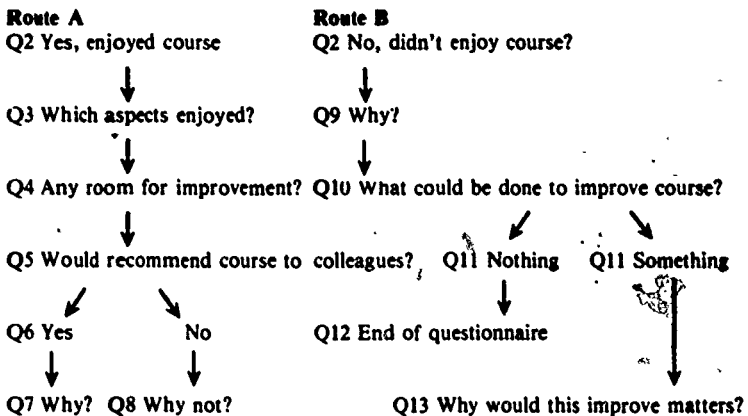 Route A Route B
Q2 Yes, enjoyed course Q2 No, didn't enjoy course?
Q3 Which aspects enjoyed? Q9 Why?
Q4 Any room for improvement? Q10 What could be done to improve course?
Q5 Would recommend course to colleagues? Q11 Nothing Q11 Something
Q6 Yes No Q12 End of questionnaire
Q7 Why? Q8 Why not? Q13 Why would this improve matters?